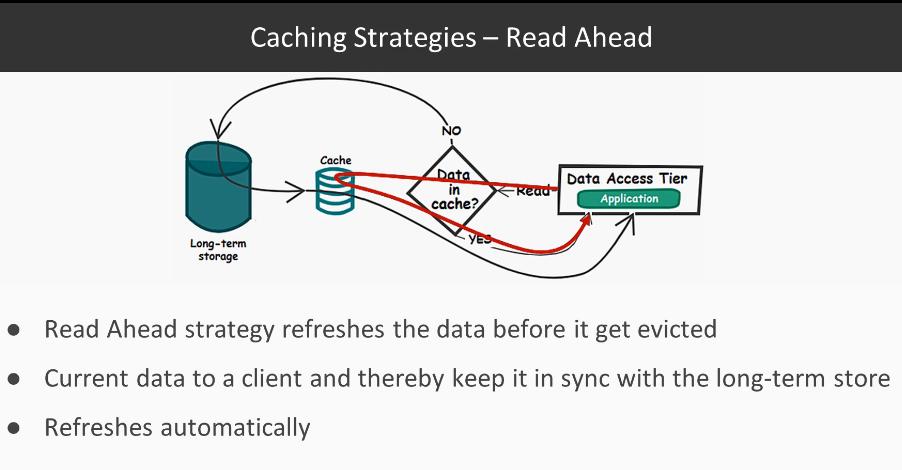 Caching Strategies – Read Ahead
NO
Cache
Data
in
cache?
Read
Data Access Tier
Application
YES
Long-term
storage
● Read Ahead strategy refreshes the data before it get evicted
● Current data to a client and thereby keep it in sync with the long-term store
● Refreshes automatically